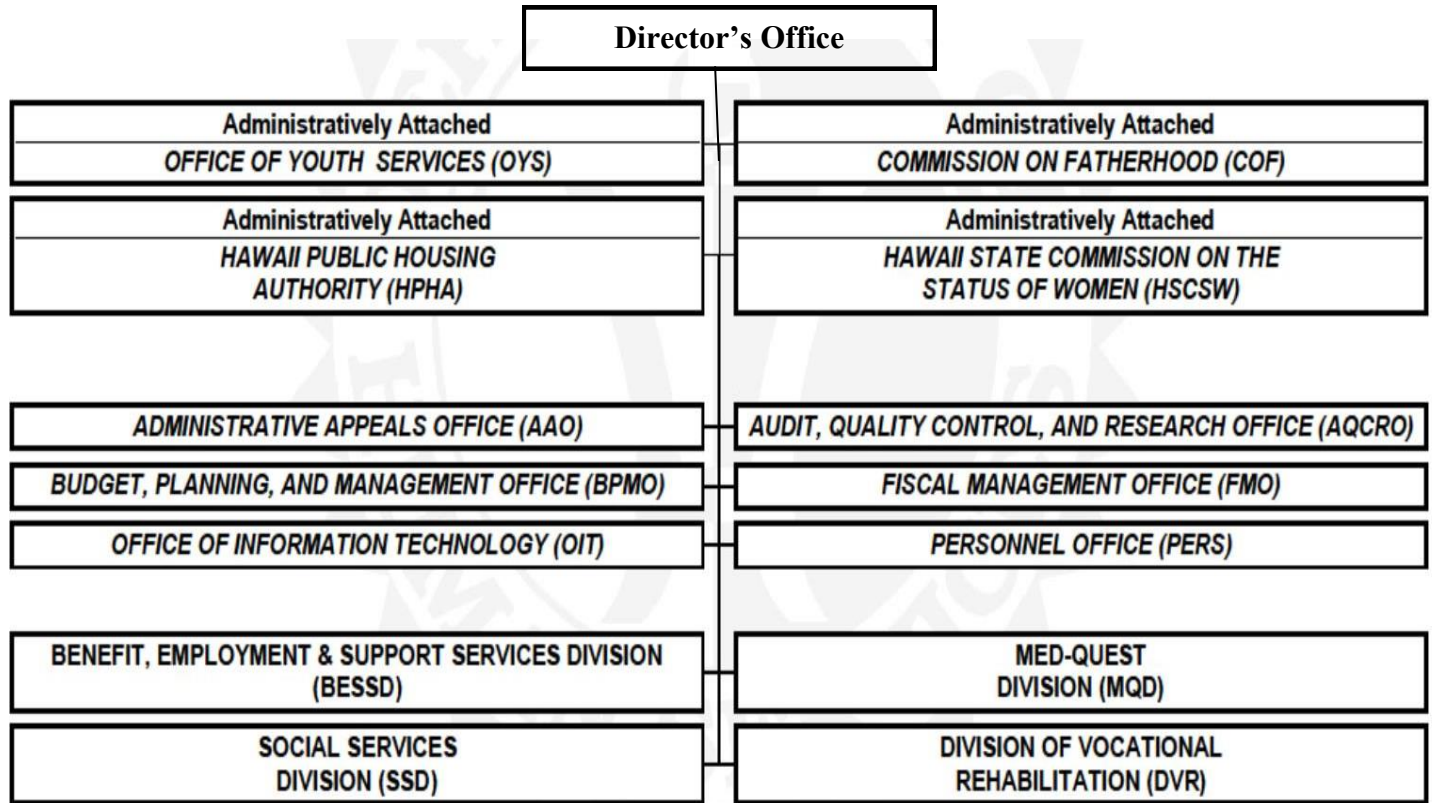 Director's Office
Administratively Attached
OFFICE OF YOUTH SERVICES (OYS)
Administratively Attached
COMMISSION ON FATHERHOOD (COF)
Administratively Attached
HAWAII PUBLIC HOUSING
AUTHORITY (HPHA)
Administratively Attached
HAWAII STATE COMMISSION ON THE
STATUS OF WOMEN (HSCSW)
ADMINISTRATIVE APPEALS OFFICE (AAO)
AUDIT, QUALITY CONTROL, AND RESEARCH OFFICE (AQCRO)
BUDGET, PLANNING, AND MANAGEMENT OFFICE (BPMO)
FISCAL MANAGEMENT OFFICE (FMO)
OFFICE OF INFORMATION TECHNOLOGY (OIT)
PERSONNEL OFFICE (PERS)
BENEFIT, EMPLOYMENT & SUPPORT SERVICES DIVISION
(BESSD)
MED-QUEST
DIVISION (MQD)
SOCIAL SERVICES
DIVISION (SSD)
DIVISION OF VOCATIONAL
REHABILITATION (DVR)